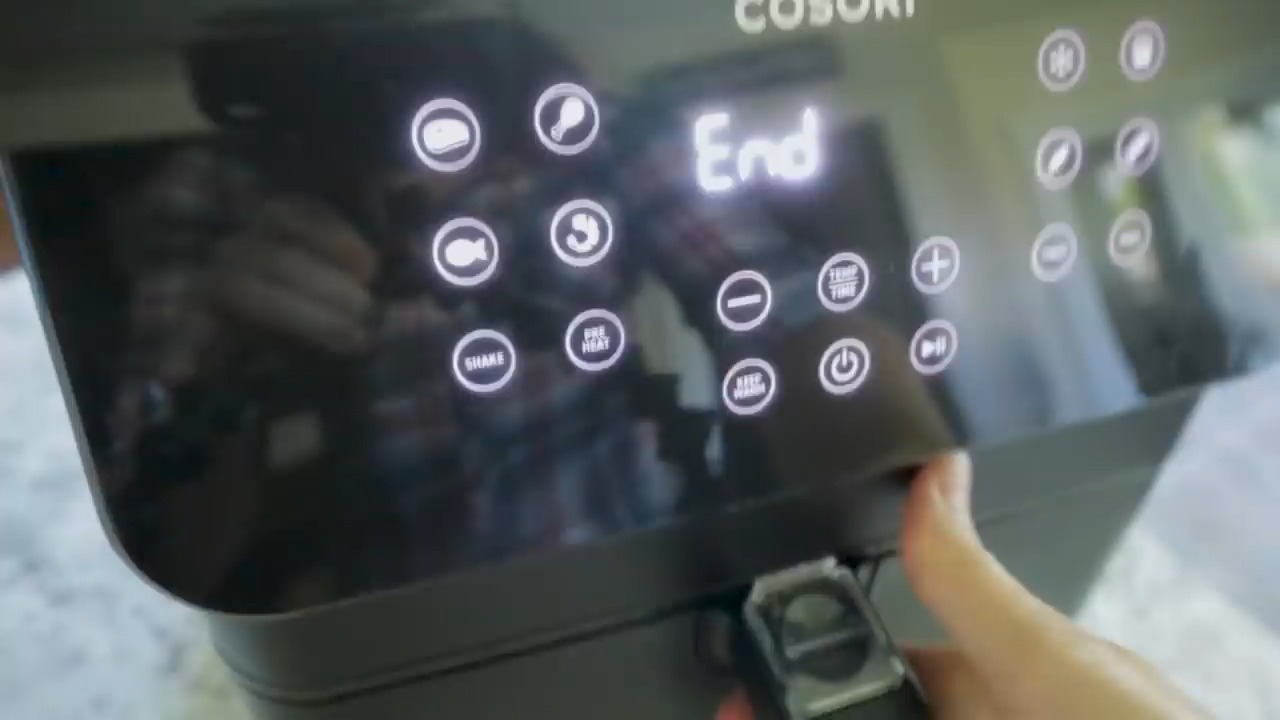 COSORI
End
TEMP
TIME
PRE
HEAT
SHAKE
KEEP
WARM